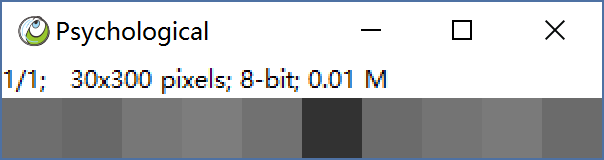 Psychological
1/1; 30x300 pixels; 8-bit; 0.01 M